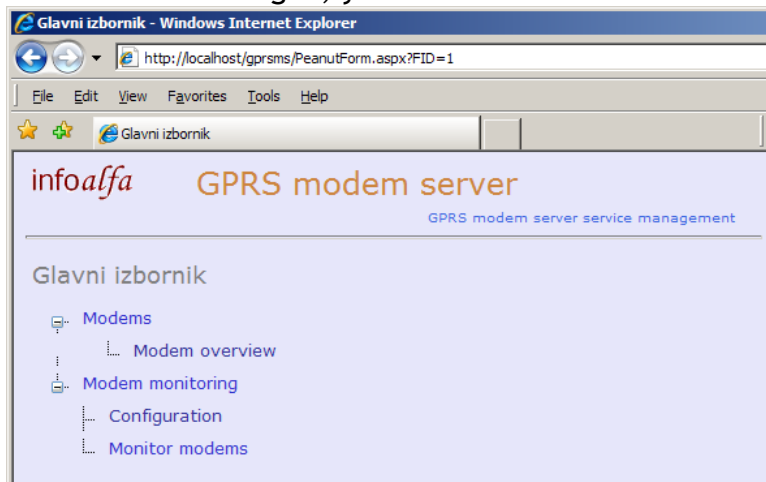 Glavni izbornik - Windows Internet Explorer
http://localhost/gprsms/PeanutForm.aspx?FID=1
File Edit View Favorites Tools Help
Glavni izbornik
infoalfa GPRS modem server
GPRS modem server service management
Glavni izbornik
Modems
Modem overview
Modem monitoring
Configuration
Monitor modems